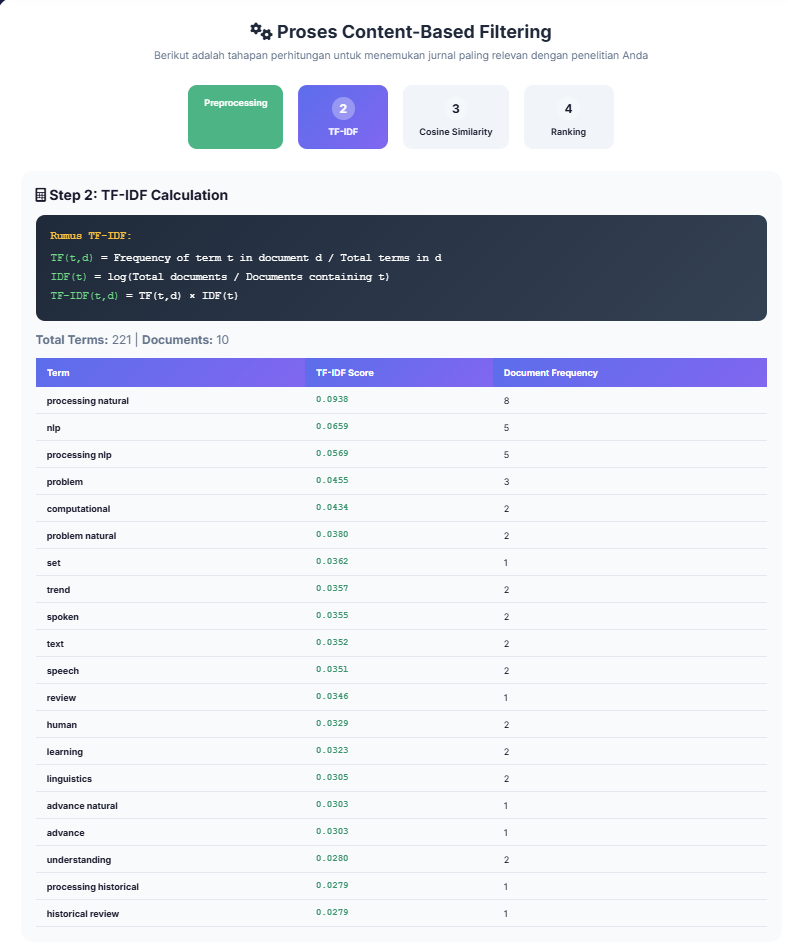 Proses Content-Based Filtering
Berikut adalah tahapan perhitungan untuk menemukan jurnal paling relevan dengan penelitian Anda
Preprocessing
2
TF-IDF
3
Cosine Similarity
4
Ranking
Step 2: TF-IDF Calculation
Rumus TF-IDF:
TF(t,d) = Frequency of term t in document d / Total terms in d
IDF(t) = log(Total documents / Documents containing t)
TF-IDF(t,d) = TF(t,d) × IDF(t)
Total Terms: 221 | Documents: 10
Term TF-IDF Score Document Frequency
processing natural 0.0938 8
nlp 0.0659 5
processing nlp 0.0569 5
problem 0.0455 3
computational 0.0434 2
problem natural 0.0380 2
set 0.0362 1
trend 0.0357 2
spoken 0.0355 2
text 0.0352 2
speech 0.0351 2
review 0.0346 1
human 0.0329 2
learning 0.0323 2
linguistics 0.0305 2
advance natural 0.0303 1
advance 0.0303 1
understanding 0.0280 2
processing historical 0.0279 1
historical review 0.0279 1